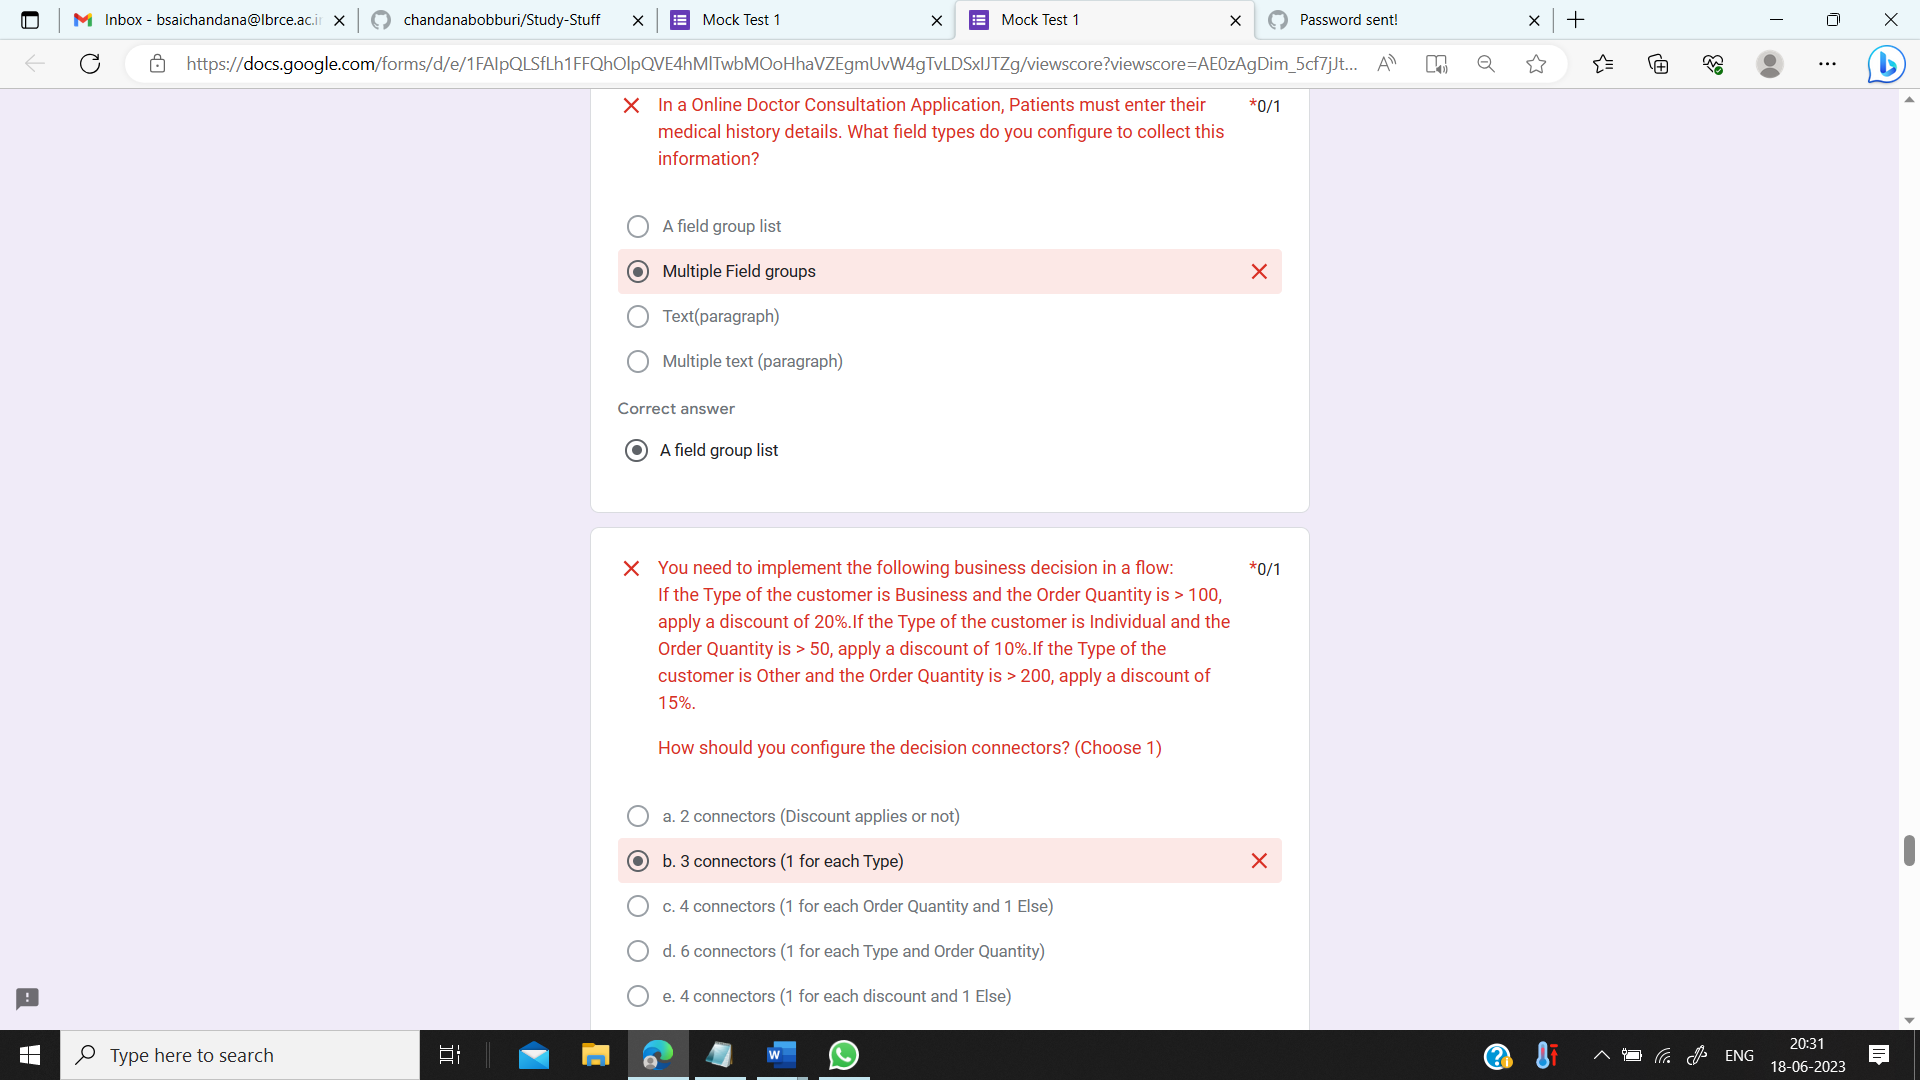 Inbox - bsaichandana@lbrce.ac.in
chandanabobburi/Study-Stuff
Mock Test 1
Mock Test 1
Password sent!
https://docs.google.com/forms/d/e/1FAIpQLSfLh1FFQhOlpQVE4hMlTwbMOoHhaVZEgmUvW4gTvLDSxIJTZg/viewscore?viewscore=AE0zAgDim_5cf7jJt...
In a Online Doctor Consultation Application, Patients must enter their *0/1
medical history details. What field types do you configure to collect this
information?
A field group list
Multiple Field groups
Text(paragraph)
Multiple text (paragraph)
Correct answer
A field group list
You need to implement the following business decision in a flow: *0/1
If the Type of the customer is Business and the Order Quantity is > 100,
apply a discount of 20%.If the Type of the customer is Individual and the
Order Quantity is > 50, apply a discount of 10%.If the Type of the
customer is Other and the Order Quantity is > 200, apply a discount of
15%.
How should you configure the decision connectors? (Choose 1)
a. 2 connectors (Discount applies or not)
b. 3 connectors (1 for each Type)
c. 4 connectors (1 for each Order Quantity and 1 Else)
d. 6 connectors (1 for each Type and Order Quantity)
e. 4 connectors (1 for each discount and 1 Else)
Type here to search
ENG
20:31
18-06-2023